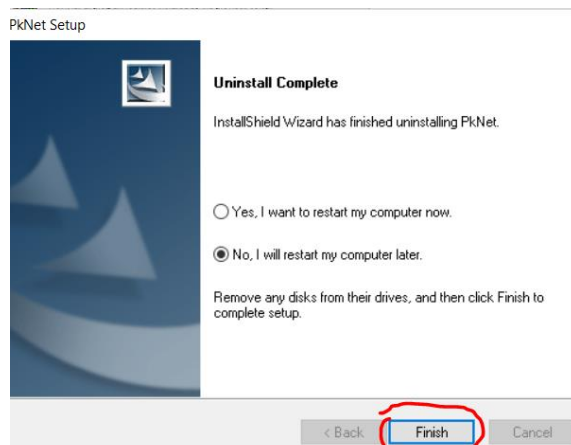 PkNet Setup
Uninstall Complete
InstallShield Wizard has finished uninstalling PkNet.
Yes, I want to restart my computer now.
No, I will restart my computer later.
Remove any disks from their drives, and then click Finish to
complete setup.
< Back Finish Cancel